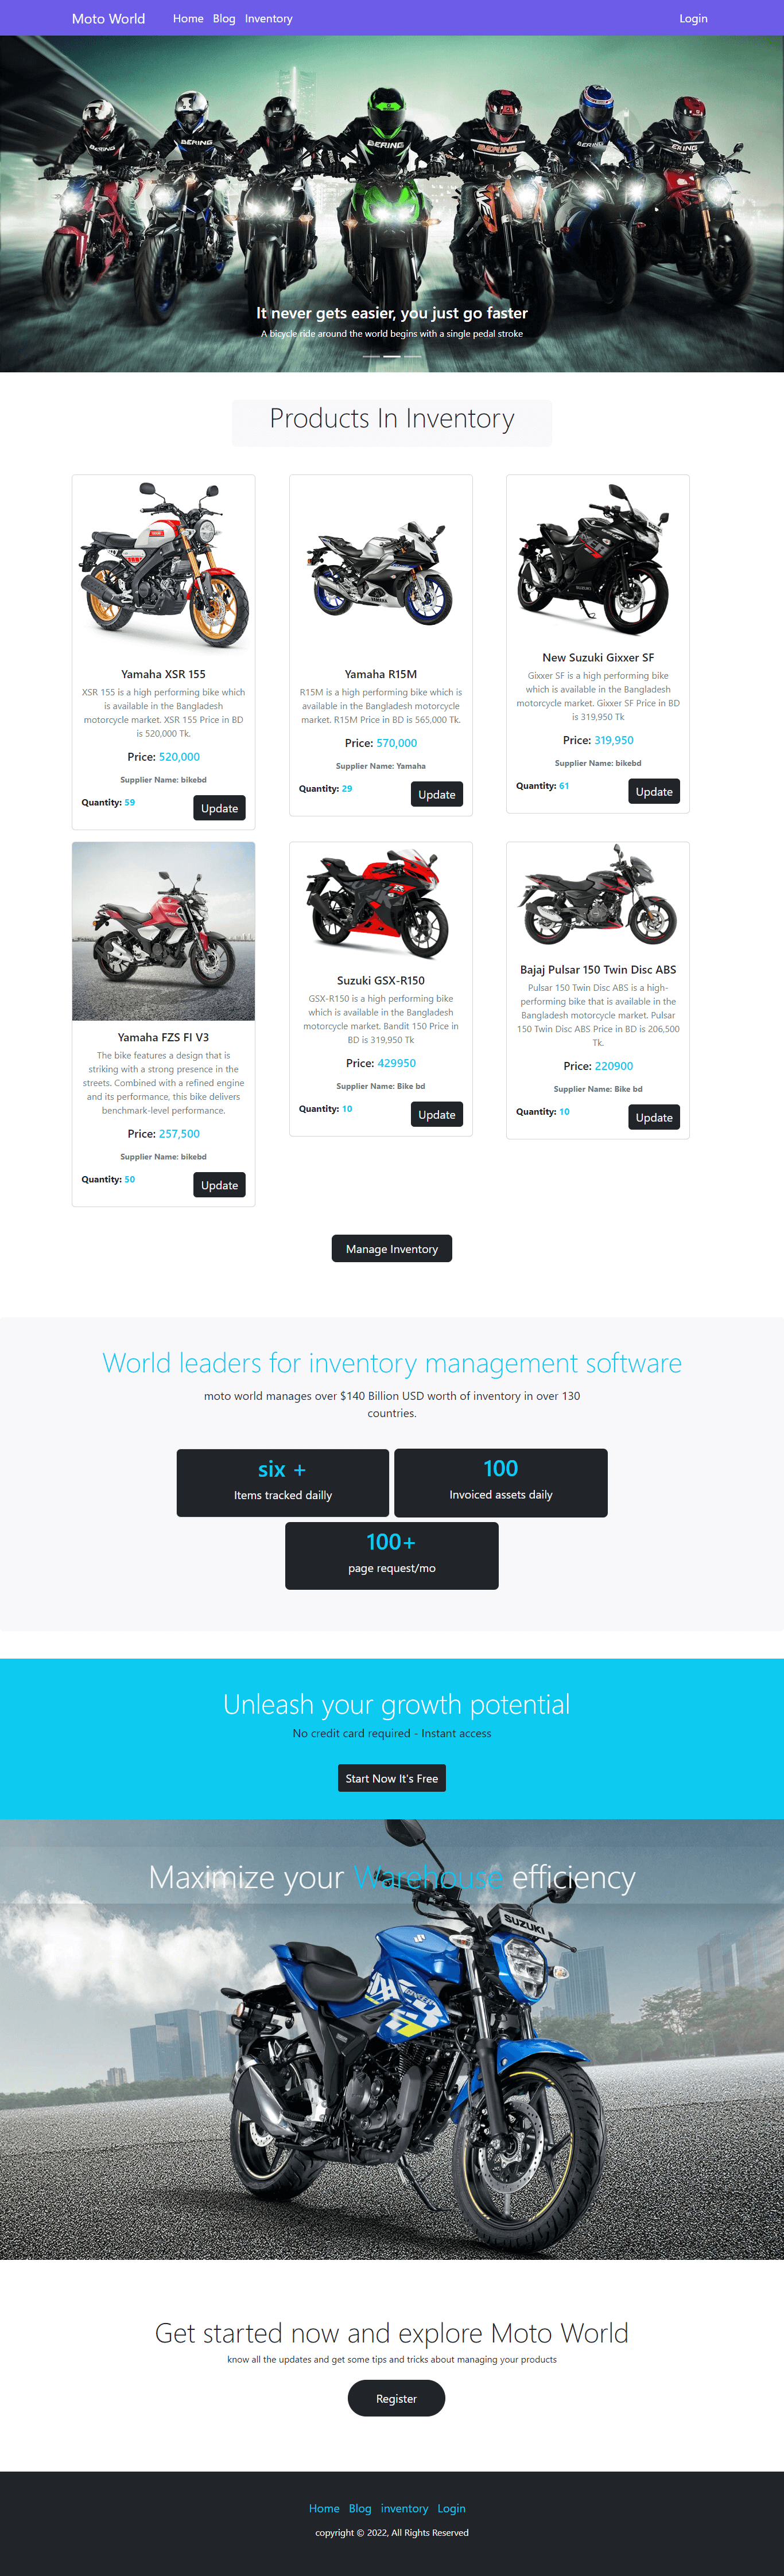 Moto World Home Blog Inventory Login
BERING
BERING
BERING
BERING
It never gets easier, you just go faster
A bicycle ride around the world begins with a single pedal stroke
Products In Inventory
Yamaha XSR 155
XSR 155 is a high performing bike which
is available in the Bangladesh
motorcycle market. XSR 155 Price in BD
is 520,000 Tk.
Price: 520,000
Supplier Name: bikebd
Quantity: 59
Update
Yamaha R15M
R15M is a high performing bike which is
available in the Bangladesh motorcycle
market. R15M Price in BD is 565,000 Tk.
Price: 570,000
Supplier Name: Yamaha
Quantity: 29
Update
New Suzuki Gixxer SF
Gixxer SF is a high performing bike
which is available in the Bangladesh
motorcycle market. Gixxer SF Price in BD
is 319,950 Tk
Price: 319,950
Supplier Name: bikebd
Quantity: 61
Update
Yamaha FZS FI V3
The bike features a design that is
striking with a strong presence in the
streets. Combined with a refined engine
and its performance, this bike delivers
benchmark-level performance.
Price: 257,500
Supplier Name: bikebd
Quantity: 50
Update
Suzuki GSX-R150
GSX-R150 is a high performing bike
which is available in the Bangladesh
motorcycle market. Bandit 150 Price in
BD is 319,950 Tk
Price: 429950
Supplier Name: Bike bd
Quantity: 10
Update
Bajaj Pulsar 150 Twin Disc ABS
Pulsar 150 Twin Disc ABS is a high-
performing bike that is available in the
Bangladesh motorcycle market. Pulsar
150 Twin Disc ABS Price in BD is 206,500
Tk.
Price: 220900
Supplier Name: Bike bd
Quantity: 10
Update
Manage Inventory
World leaders for inventory management software
moto world manages over $140 Billion USD worth of inventory in over 130
countries.
six +
Items tracked dailly
100
Invoiced assets daily
100+
page request/mo
Unleash your growth potential
No credit card required - Instant access
Start Now It's Free
Maximize your Warehouse efficiency
SUZUKI
Get started now and explore Moto World
know all the updates and get some tips and tricks about managing your products
Register
Home Blog inventory Login
copyright © 2022, All Rights Reserved